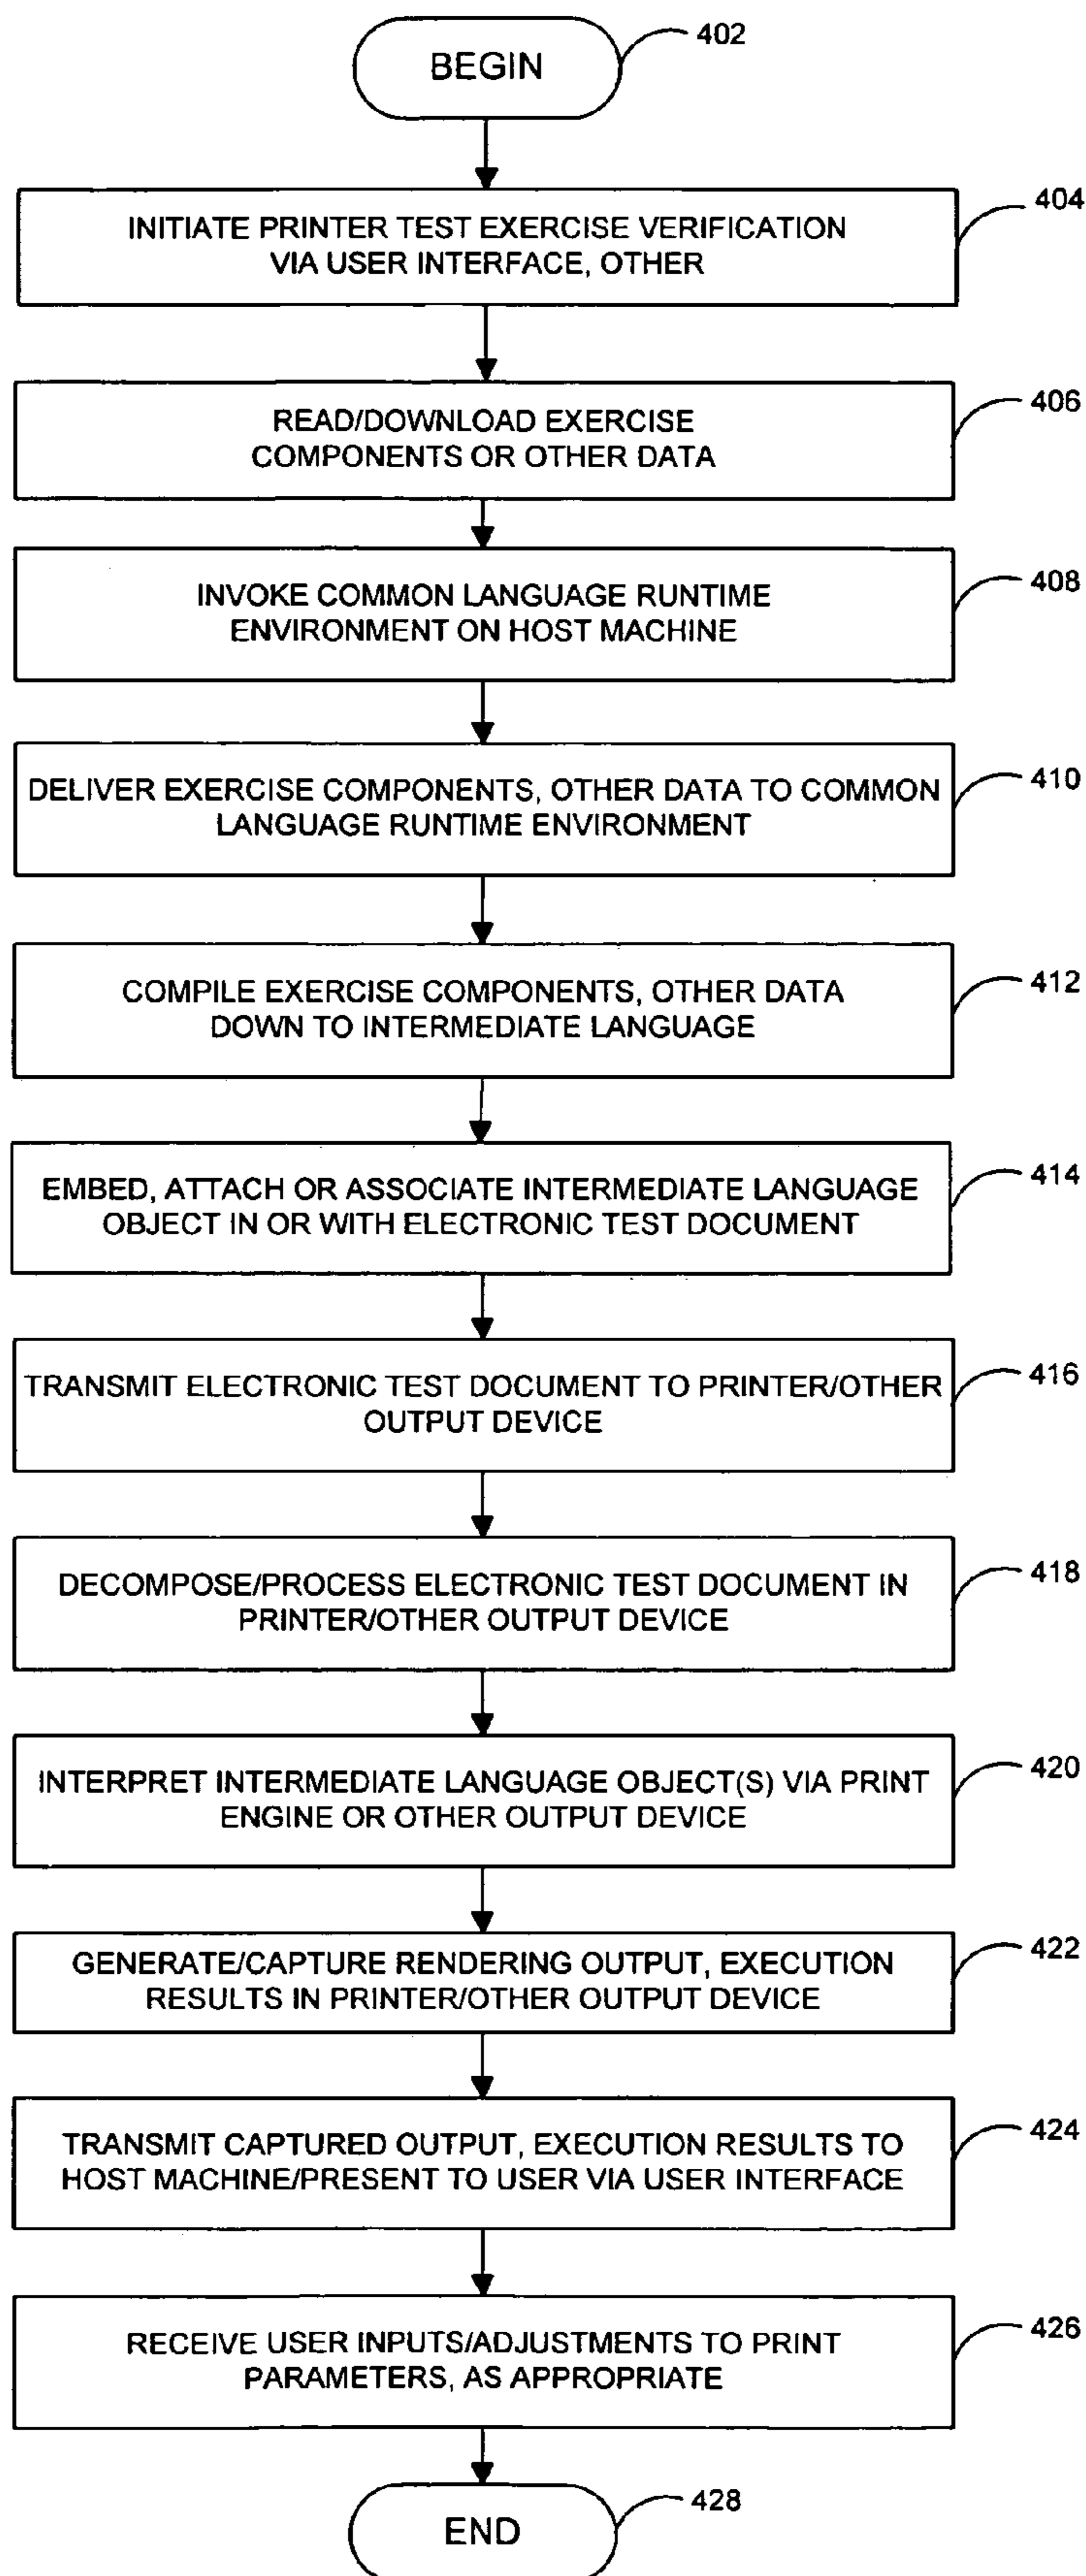 BEGIN
402
INITIATE PRINTER TEST EXERCISE VERIFICATION
VIA USER INTERFACE, OTHER
404
READ/DOWNLOAD EXERCISE
COMPONENTS OR OTHER DATA
406
INVOKE COMMON LANGUAGE RUNTIME
ENVIRONMENT ON HOST MACHINE
408
DELIVER EXERCISE COMPONENTS, OTHER DATA TO COMMON
LANGUAGE RUNTIME ENVIRONMENT
410
COMPILE EXERCISE COMPONENTS, OTHER DATA
DOWN TO INTERMEDIATE LANGUAGE
412
EMBED, ATTACH OR ASSOCIATE INTERMEDIATE LANGUAGE
OBJECT IN OR WITH ELECTRONIC TEST DOCUMENT
414
TRANSMIT ELECTRONIC TEST DOCUMENT TO PRINTER/OTHER
OUTPUT DEVICE
416
DECOMPOSE/PROCESS ELECTRONIC TEST DOCUMENT IN
PRINTER/OTHER OUTPUT DEVICE
418
INTERPRET INTERMEDIATE LANGUAGE OBJECT(S) VIA PRINT
ENGINE OR OTHER OUTPUT DEVICE
420
GENERATE/CAPTURE RENDERING OUTPUT, EXECUTION
RESULTS IN PRINTER/OTHER OUTPUT DEVICE
422
TRANSMIT CAPTURED OUTPUT, EXECUTION RESULTS TO
HOST MACHINE/PRESENT TO USER VIA USER INTERFACE
424
RECEIVE USER INPUTS/ADJUSTMENTS TO PRINT
PARAMETERS, AS APPROPRIATE
426
END
428